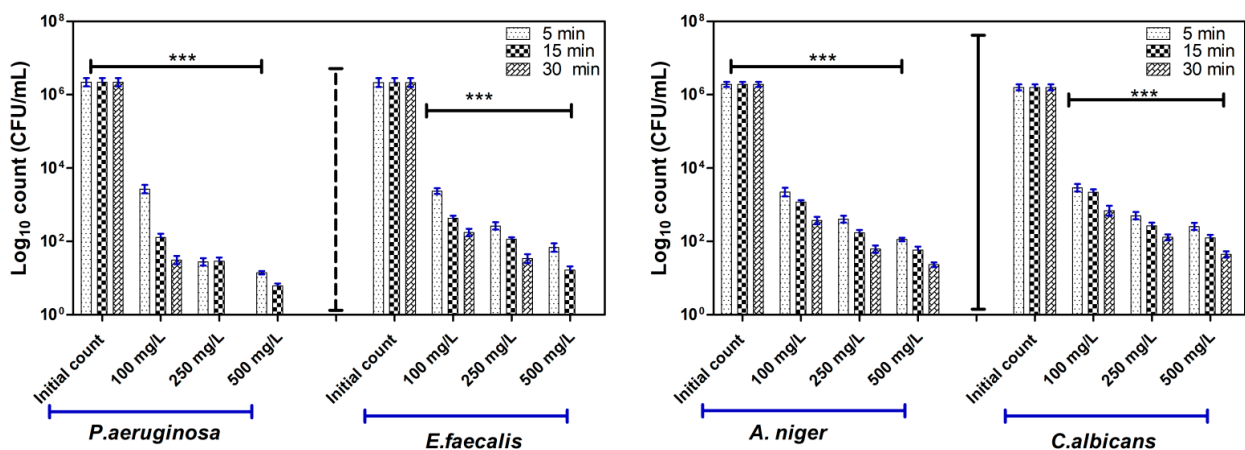 Log10 count (CFU/mL)
10^8
10^6
10^4
10^2
10^0
***
***
5 min
15 min
30 min
Initial count
100 mg/L
250 mg/L
500 mg/L
Initial count
100 mg/L
250 mg/L
500 mg/L
P.aeruginosa
E.faecalis
Log10 count (CFU/mL)
10^8
10^6
10^4
10^2
10^0
***
***
5 min
15 min
30 min
Initial count
100 mg/L
250 mg/L
500 mg/L
Initial count
100 mg/L
250 mg/L
500 mg/L
A. niger
C.albicans